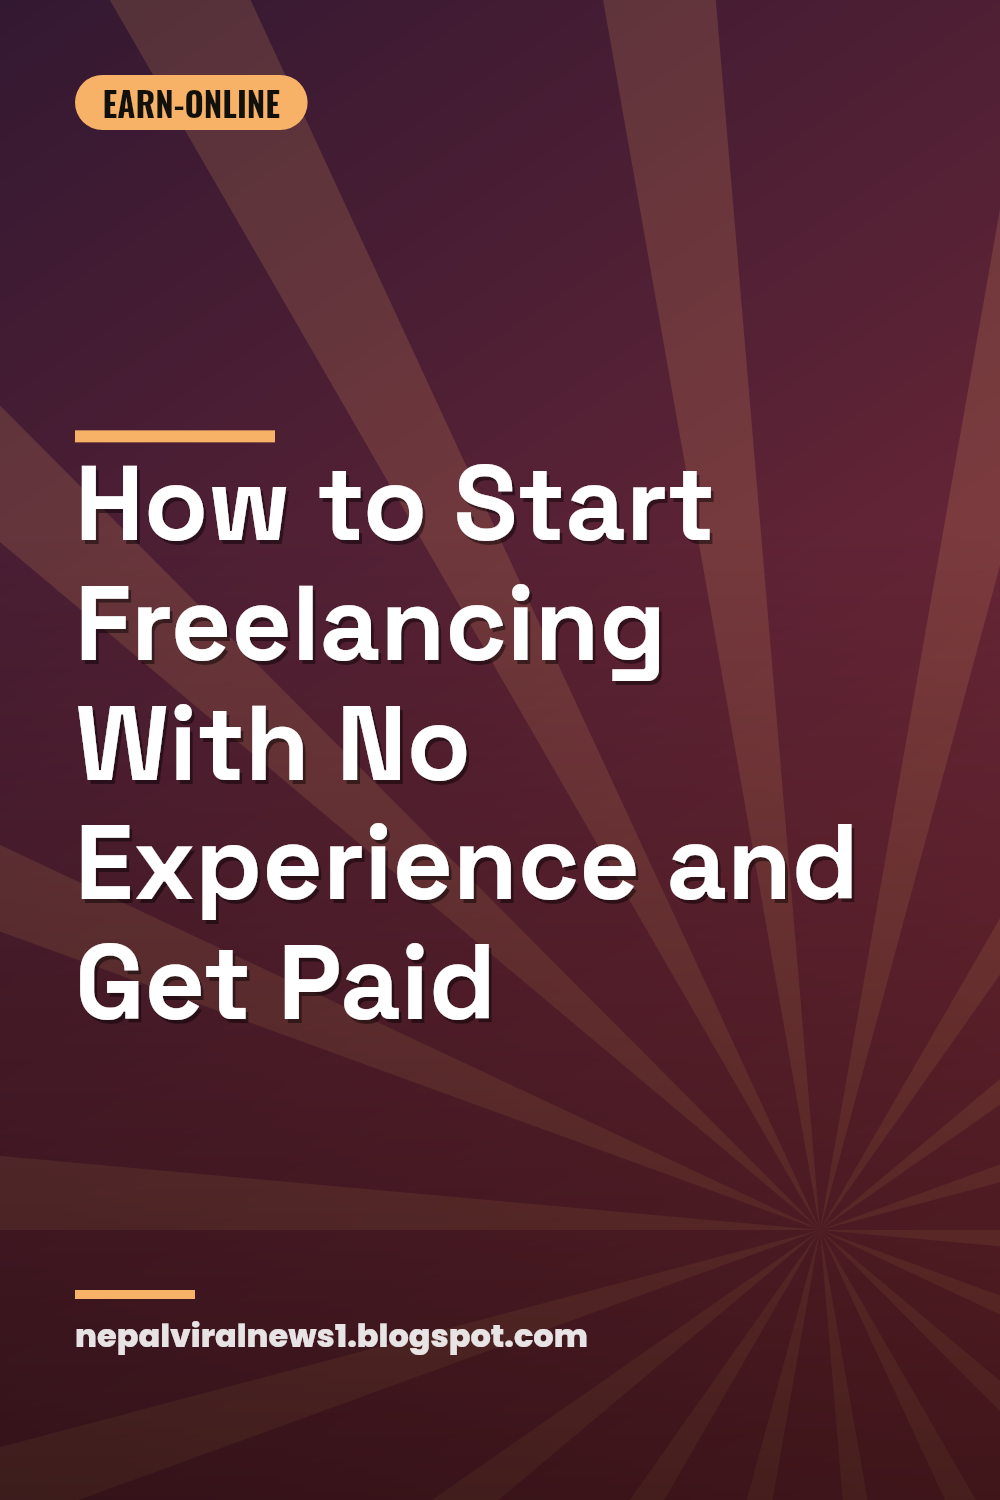 EARN-ONLINE
How to Start
Freelancing
With No
Experience and
Get Paid
nepalviralnews1.blogspot.com